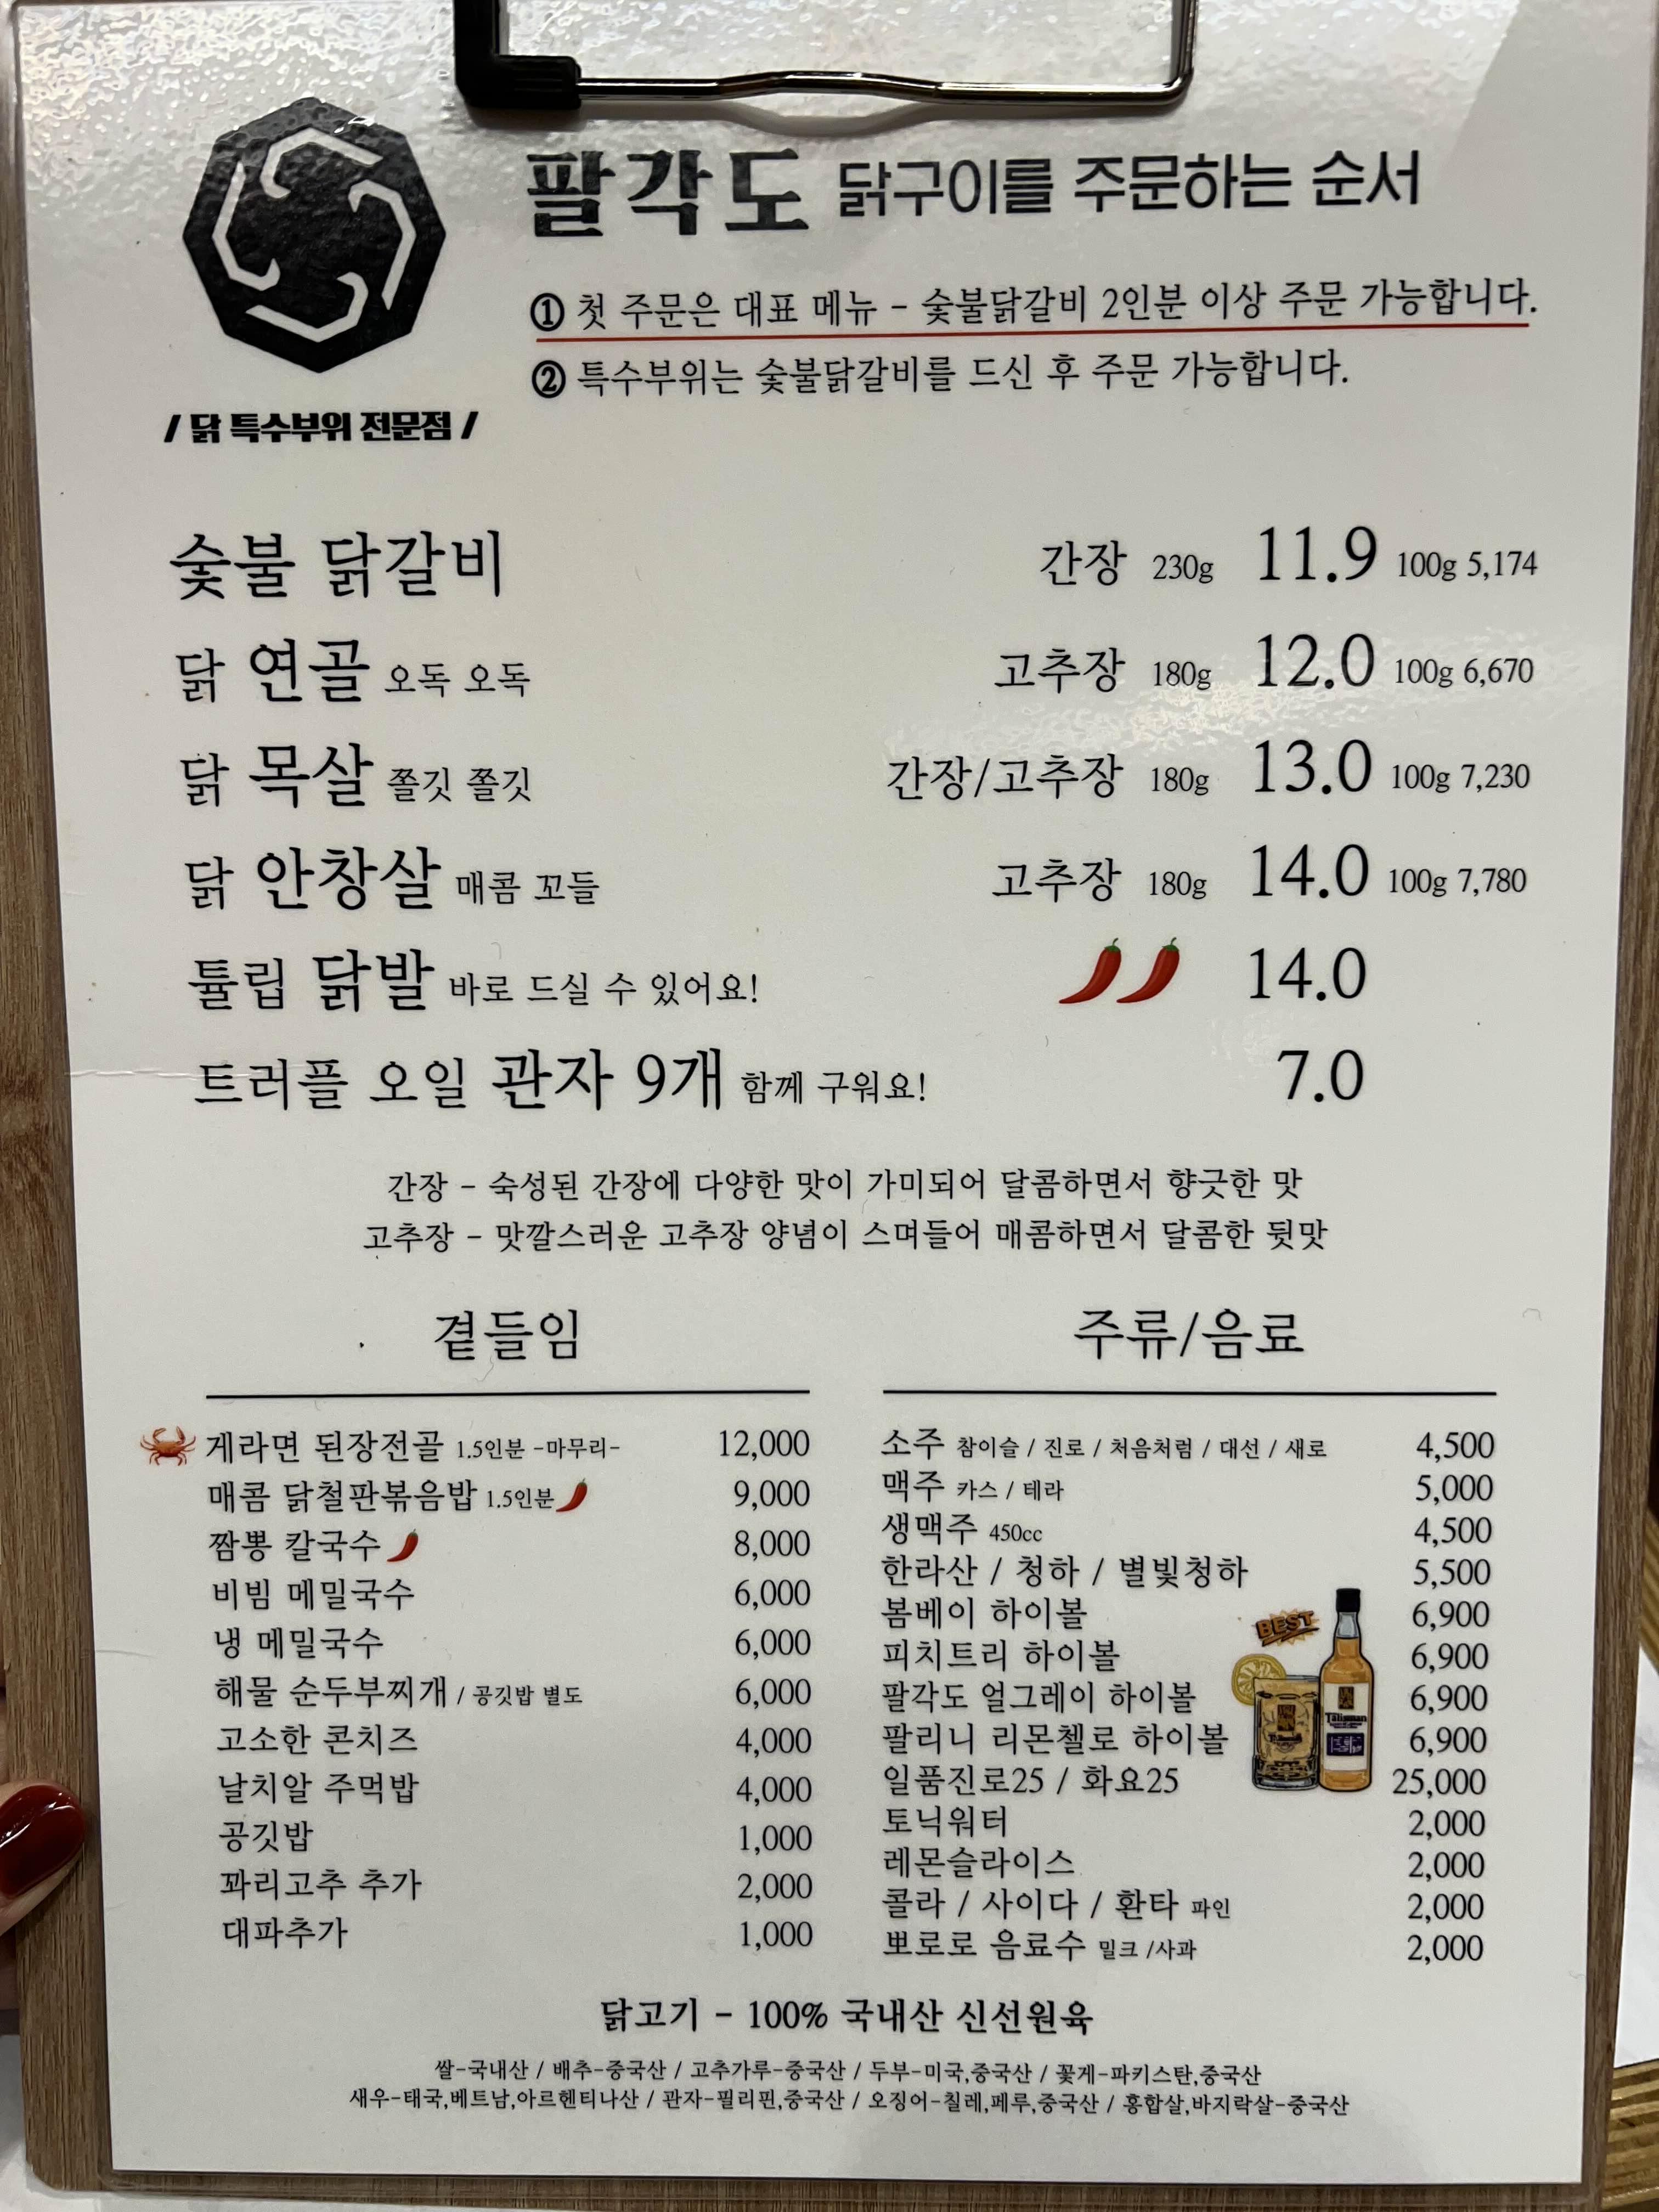 팔각도 닭구이를 주문하는 순서
① 첫 주문은 대표 메뉴 - 숯불닭갈비 2인분 이상 주문 가능합니다.
② 특수부위는 숯불닭갈비를 드신 후 주문 가능합니다.
/ 닭 특수부위 전문점 /
숯불 닭갈비 간장 230g 11.9 100g 5,174
닭 연골 오독 오독 고추장 180g 12.0 100g 6,670
닭 목살 쫄깃 쫄깃 간장/고추장 180g 13.0 100g 7,230
닭 안창살 매콤 꼬들 고추장 180g 14.0 100g 7,780
튤립 닭발 바로 드실 수 있어요! 14.0
트러플 오일 관자 9개 함께 구워요! 7.0
간장 - 숙성된 간장에 다양한 맛이 가미되어 달콤하면서 향긋한 맛
고추장 - 맛깔스러운 고추장 양념이 스며들어 매콤하면서 달콤한 뒷맛
곁들임
게라면 된장전골 1.5인분 -마무리- 12,000
매콤 닭철판볶음밥 1.5인분 9,000
짬뽕 칼국수 8,000
비빔 메밀국수 6,000
냉 메밀국수 6,000
해물 순두부찌개 / 공깃밥 별도 6,000
고소한 콘치즈 4,000
날치알 주먹밥 4,000
공깃밥 1,000
꽈리고추 추가 2,000
대파추가 1,000
주류/음료
소주 참이슬 / 진로 / 처음처럼 / 대선 / 새로 4,500
맥주 카스 / 테라 5,000
생맥주 450cc 4,500
한라산 / 청하 / 별빛청하 5,500
봄베이 하이볼 6,900
피치트리 하이볼 6,900
팔각도 얼그레이 하이볼 6,900
팔리니 리몬첼로 하이볼 6,900
일품진로25 / 화요25 25,000
토닉워터 2,000
레몬슬라이스 2,000
콜라 / 사이다 / 환타 파인 2,000
뽀로로 음료수 밀크 /사과 2,000
BEST
Talisman
닭고기 - 100% 국내산 신선원육
쌀-국내산 / 배추-중국산 / 고추가루-중국산 / 두부-미국,중국산 / 꽃게-파키스탄,중국산
새우-태국,베트남,아르헨티나산 / 관자-필리핀,중국산 / 오징어-칠레,페루,중국산 / 홍합살,바지락살-중국산